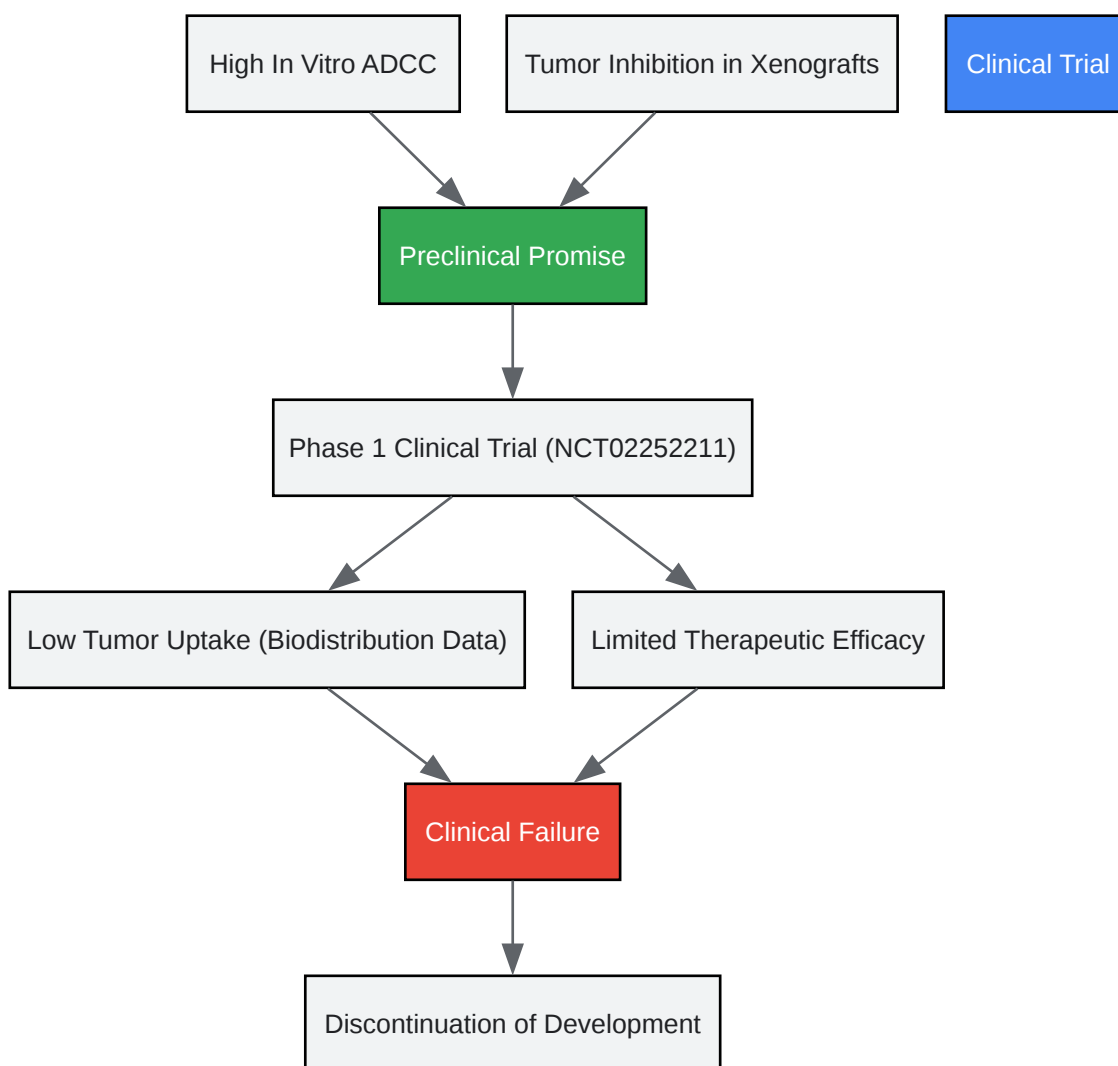 High In Vitro ADCC
Tumor Inhibition in Xenografts
Clinical Trial
Preclinical Promise
Phase 1 Clinical Trial (NCT02252211)
Low Tumor Uptake (Biodistribution Data)
Limited Therapeutic Efficacy
Clinical Failure
Discontinuation of Development